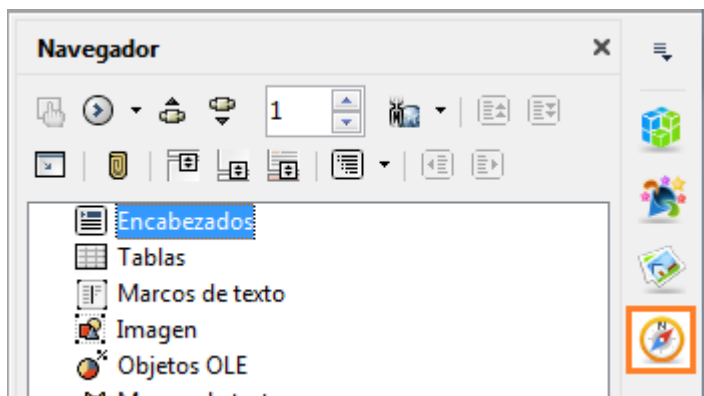 Navegador
1
Encabezados
Tablas
Marcos de texto
Imagen
Objetos OLE